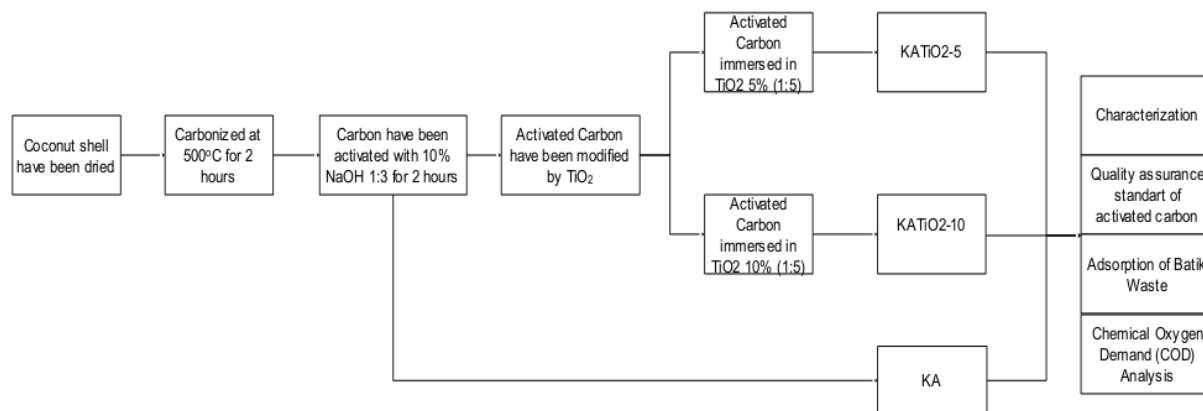 Coconut shell
have been dried
Carbonized at
500°C for 2
hours
Carbon have been
activated with 10%
NaOH 1:3 for 2 hours
Activated Carbon
have been modified
by TiO₂
Activated
Carbon
immersed in
TiO2 5% (1:5)
KATiO2-5
Activated
Carbon
immersed in
TiO2 10% (1:5)
KATiO2-10
KA
Characterization
Quality assurance
standart of
activated carbon
Adsorption of Batik
Waste
Chemical Oxygen
Demand (COD)
Analysis